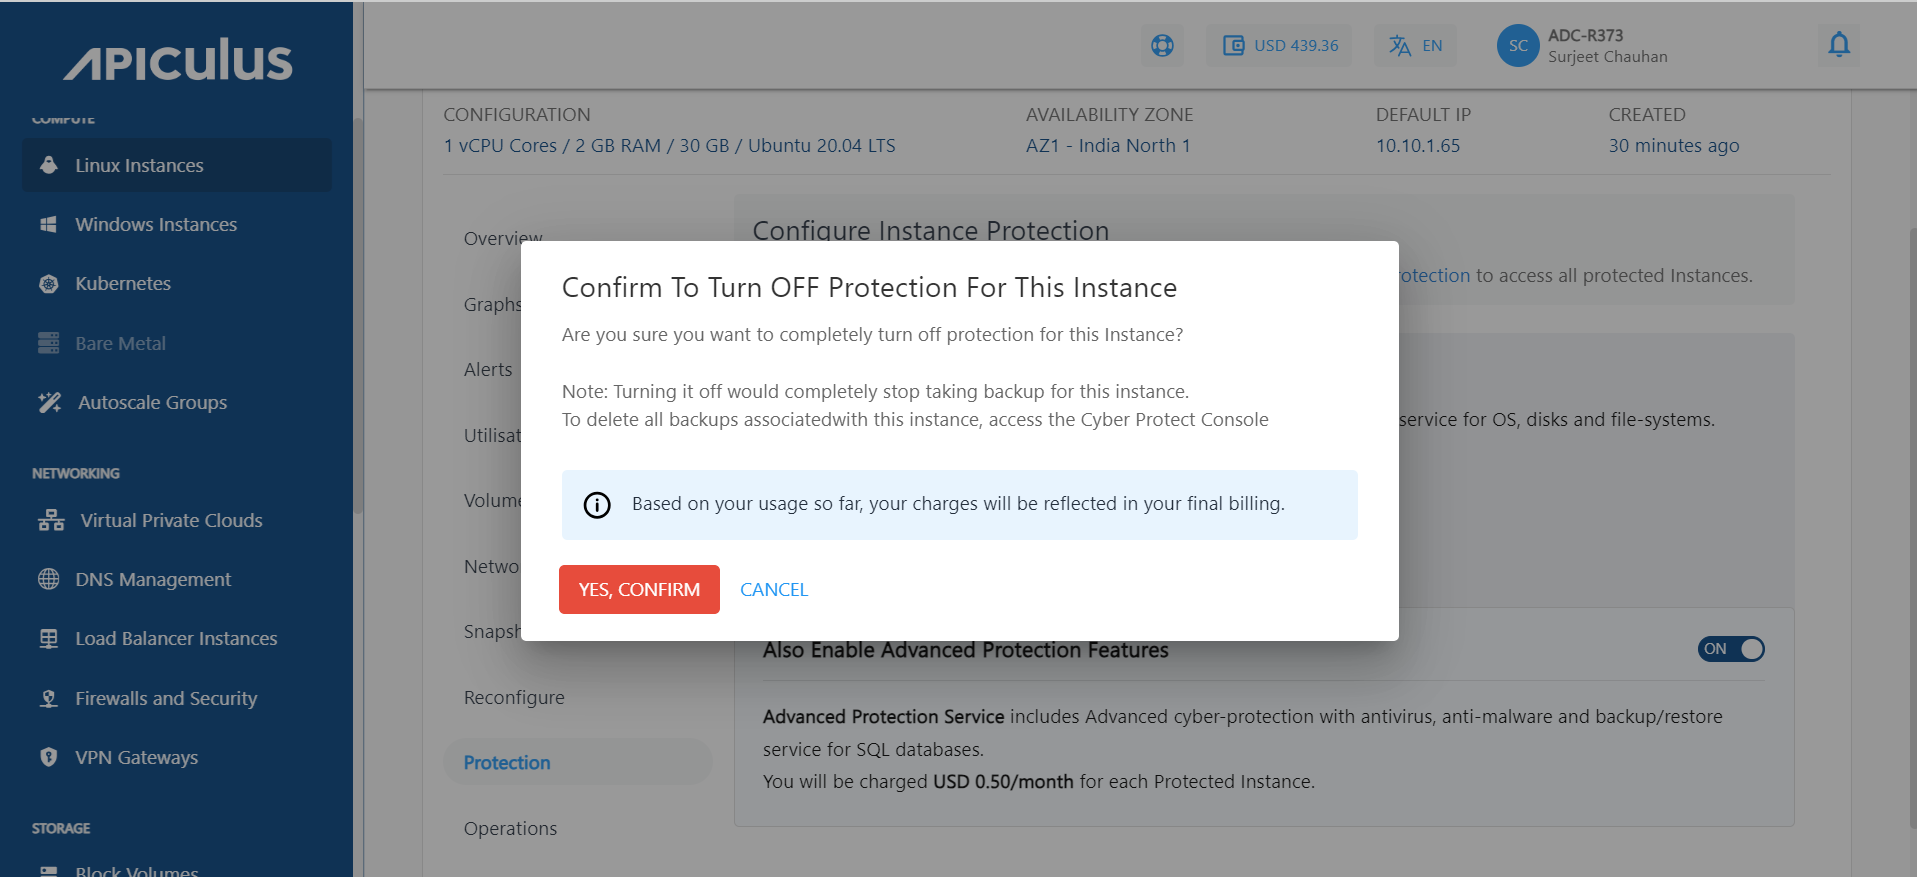 APICULUS
COMPUTE
Linux Instances
Windows Instances
Kubernetes
Bare Metal
Autoscale Groups
NETWORKING
Virtual Private Clouds
DNS Management
Load Balancer Instances
Firewalls and Security
VPN Gateways
STORAGE
Block Volumes
USD 439.36
EN
SC
ADC-R373
Surjeet Chauhan
CONFIGURATION
1 vCPU Cores / 2 GB RAM / 30 GB / Ubuntu 20.04 LTS
AVAILABILITY ZONE
AZ1 - India North 1
DEFAULT IP
10.10.1.65
CREATED
30 minutes ago
Overview
Graphs
Alerts
Utilisat
Volume
Netwo
Snapsh
Reconfigure
Protection
Operations
Configure Instance Protection
otection to access all protected Instances.
service for OS, disks and file-systems.
Confirm To Turn OFF Protection For This Instance
Are you sure you want to completely turn off protection for this Instance?
Note: Turning it off would completely stop taking backup for this instance.
To delete all backups associatedwith this instance, access the Cyber Protect Console
Based on your usage so far, your charges will be reflected in your final billing.
YES, CONFIRM
CANCEL
Also Enable Advanced Protection Features
ON
Advanced Protection Service includes Advanced cyber-protection with antivirus, anti-malware and backup/restore
service for SQL databases.
You will be charged USD 0.50/month for each Protected Instance.